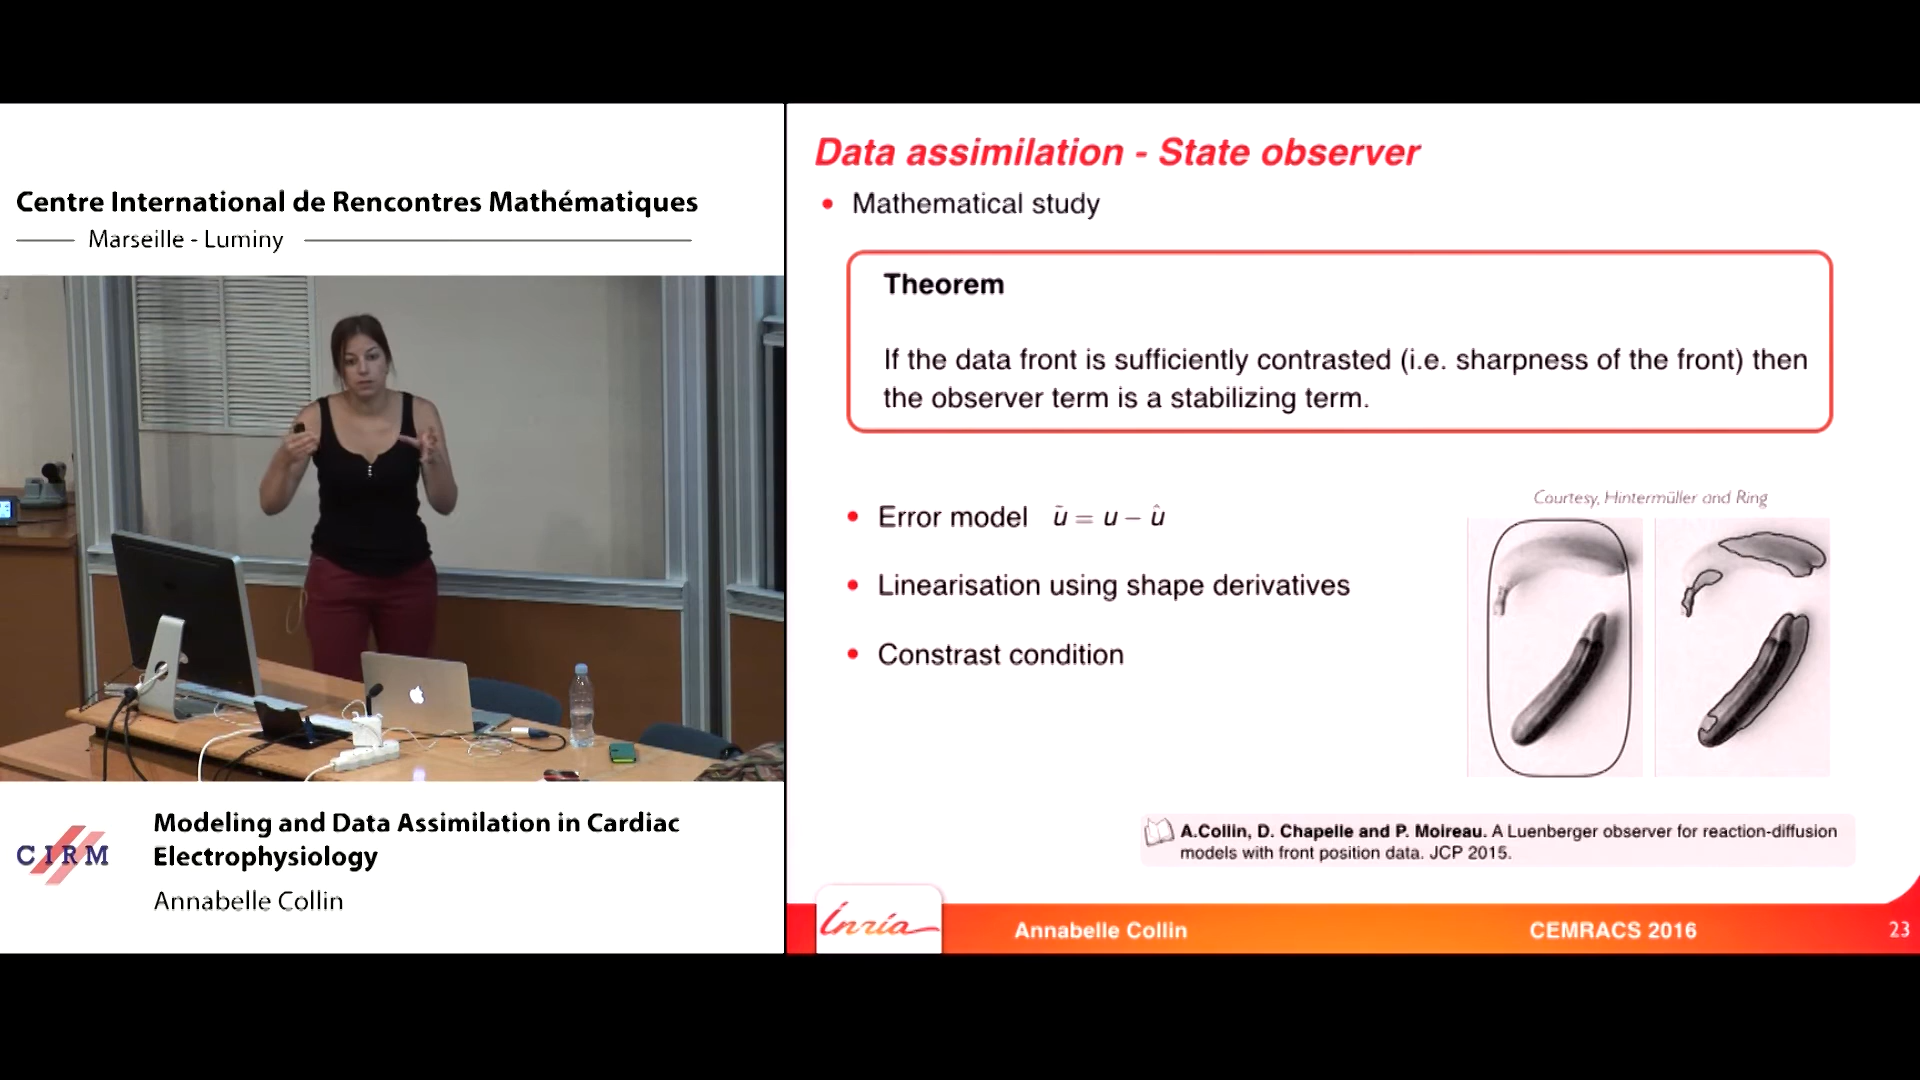 Centre International de Rencontres Mathématiques
Marseille - Luminy
Modeling and Data Assimilation in Cardiac
Electrophysiology
Annabelle Collin
CIRM
Data assimilation - State observer
• Mathematical study
Theorem
If the data front is sufficiently contrasted (i.e. sharpness of the front) then
the observer term is a stabilizing term.
• Error model ũ = u − û
• Linearisation using shape derivatives
• Constrast condition
Courtesy, Hintermüller and Ring
A.Collin, D. Chapelle and P. Moireau. A Luenberger observer for reaction-diffusion
models with front position data. JCP 2015.
Inria
Annabelle Collin
CEMRACS 2016
23